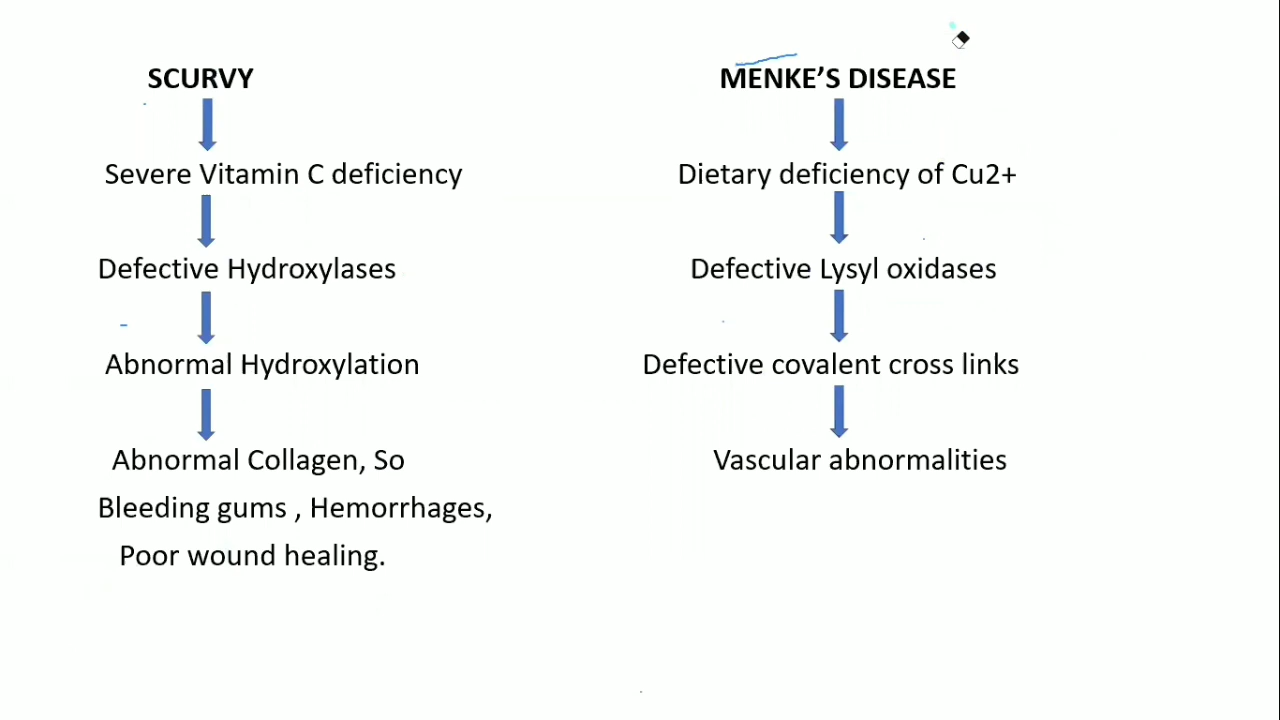 SCURVY
Severe Vitamin C deficiency
Defective Hydroxylases
Abnormal Hydroxylation
Abnormal Collagen, So
Bleeding gums , Hemorrhages,
Poor wound healing.
MENKE’S DISEASE
Dietary deficiency of Cu2+
Defective Lysyl oxidases
Defective covalent cross links
Vascular abnormalities